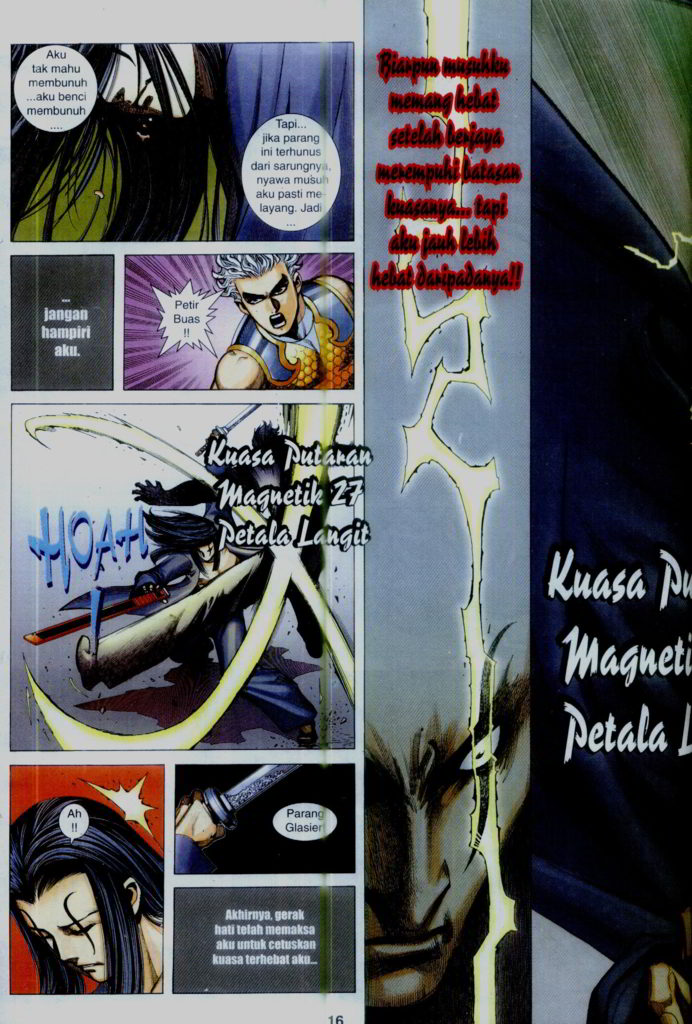 Aku
tak mahu
membunuh
...aku benci
membunuh
....
Tapi...
jika parang
ini terhunus
dari sarungnya,
nyawa musuh
aku pasti me-
layang. Jadi
...
...
jangan
hampiri
aku.
Petir
Buas
!!
Kuasa Putaran
Magnetik 27
Petala Langit
HOAH
!
Ah
!!
Parang
Glasier
Akhirnya, gerak
hati telah memaksa
aku untuk cetuskan
kuasa terhebat aku...
16
Biarpun musuhku
memang hebat
setelah berjaya
merempuhi batasan
kuasanya... tapi
aku jauh lebih
hebat daripadanya!!
Kuasa Pu
Magneti
Petala L